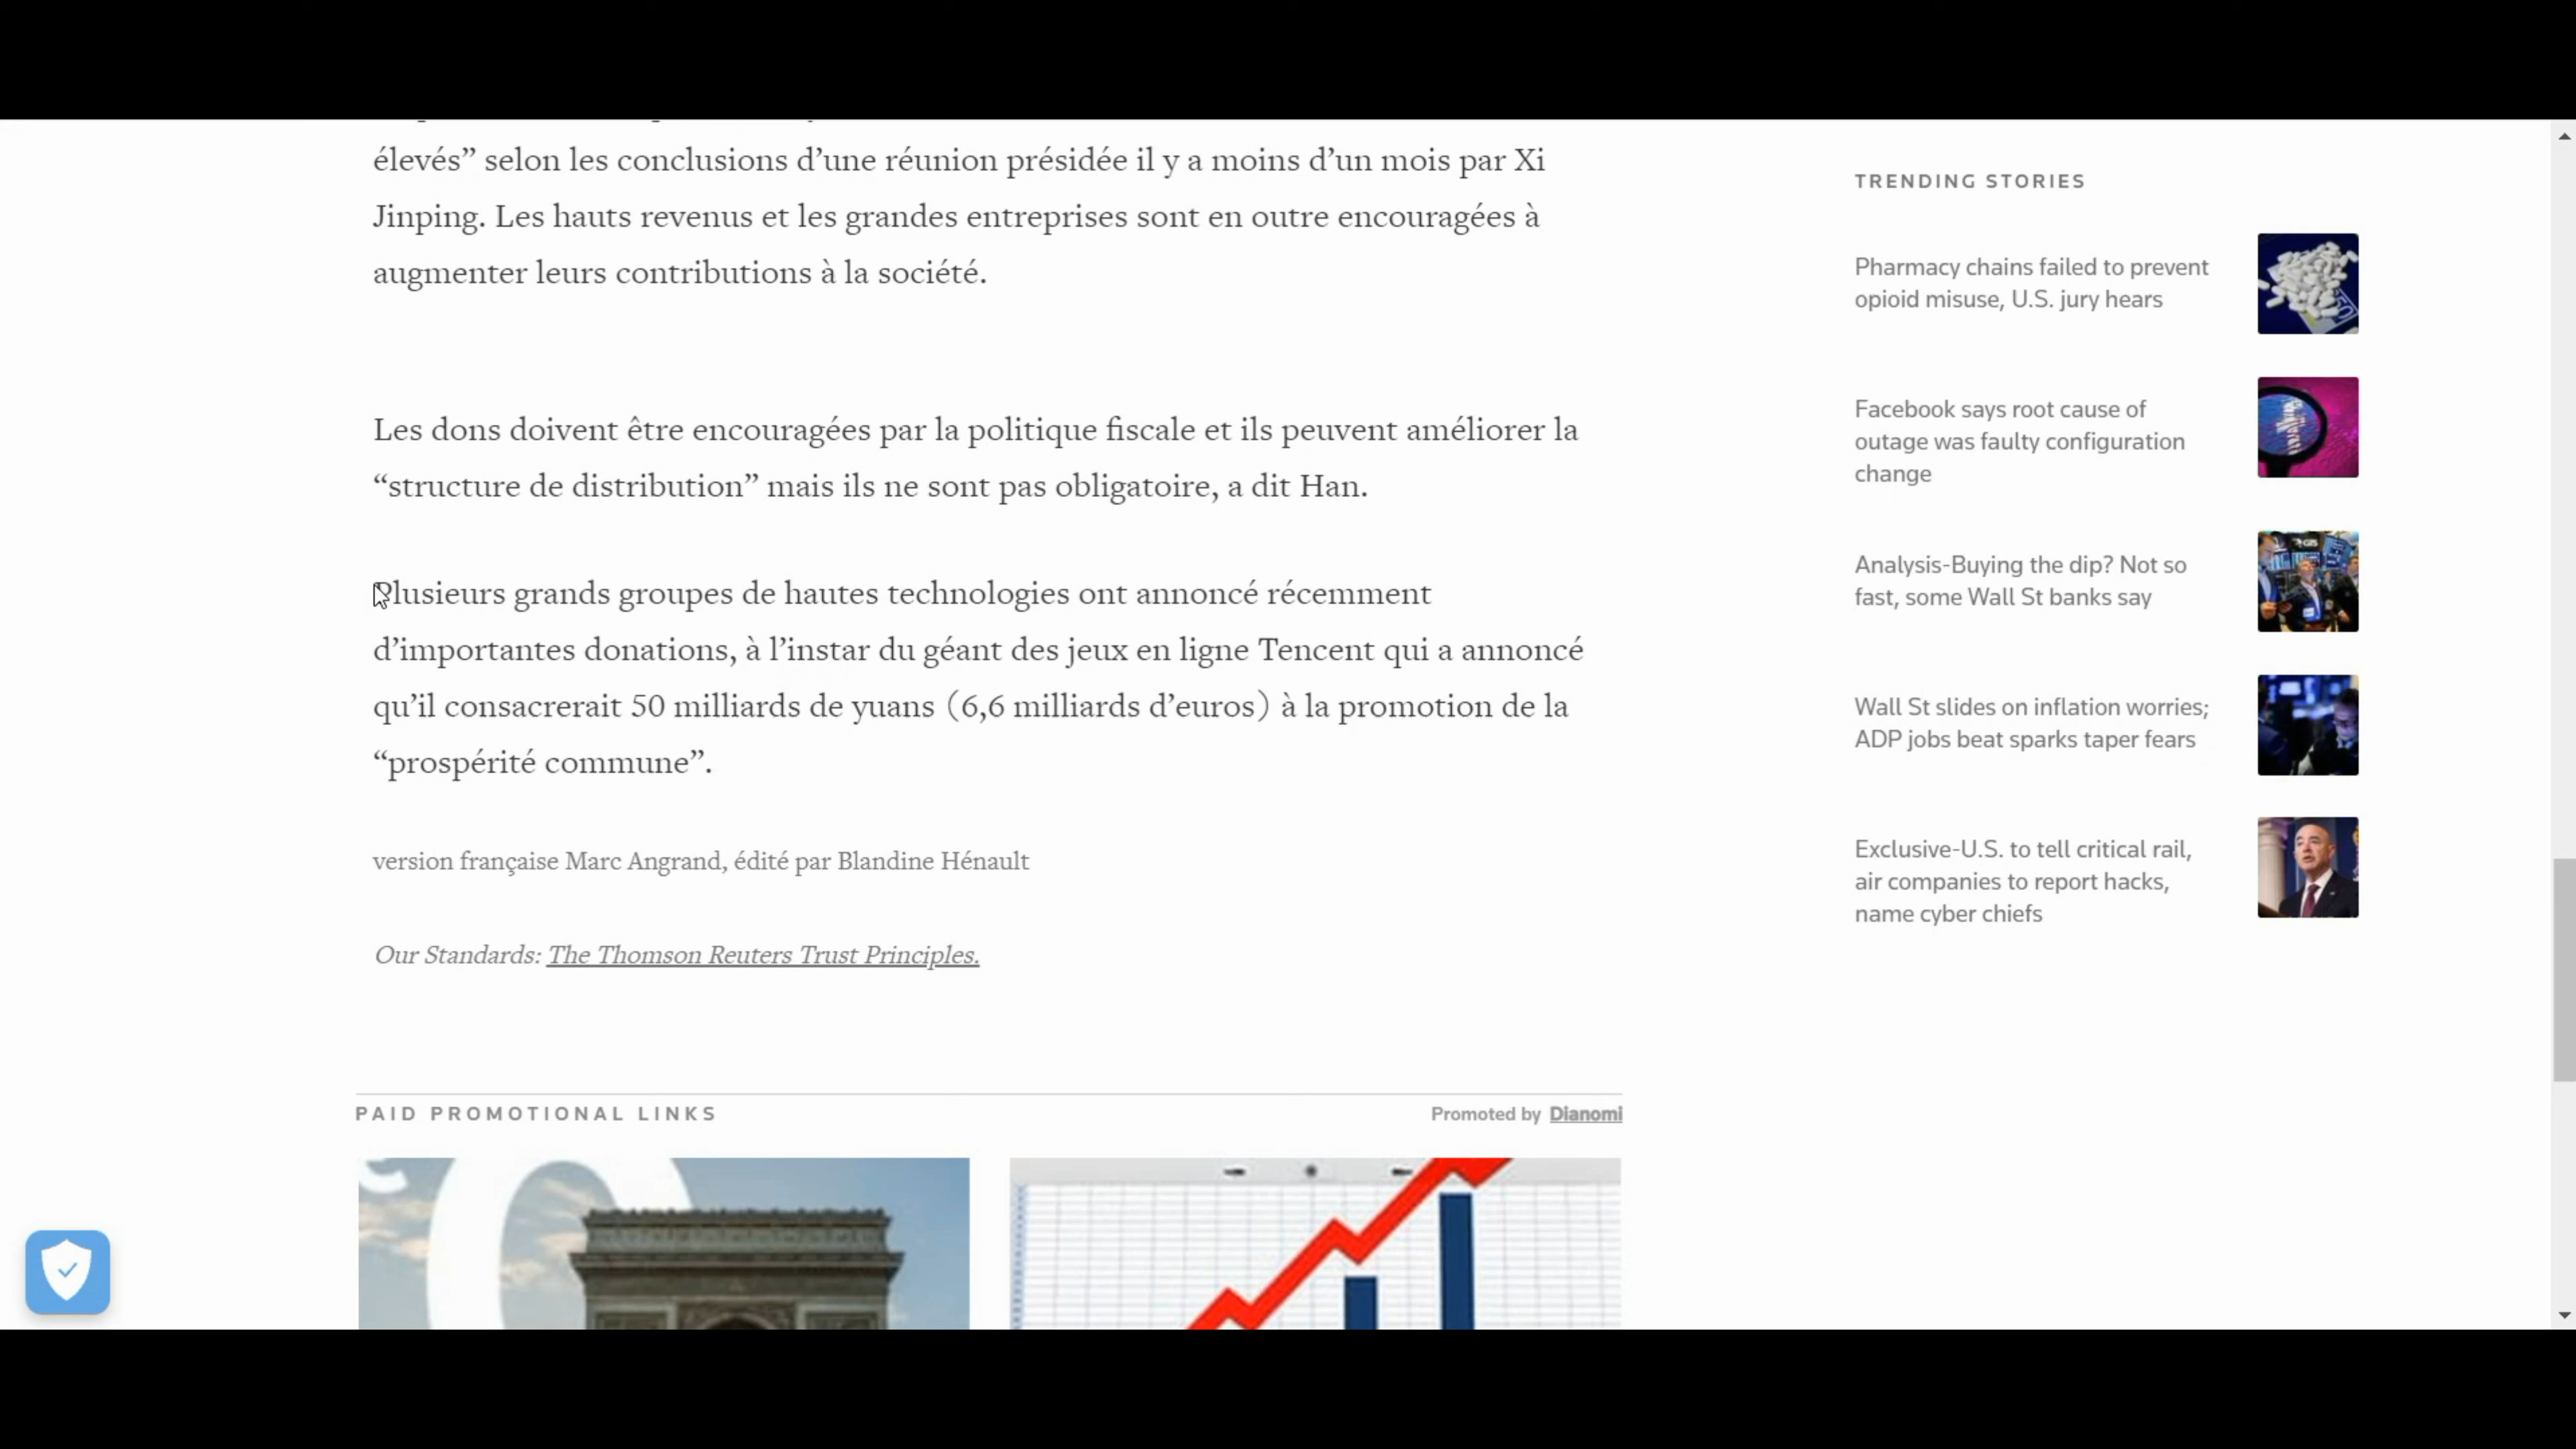 élevés” selon les conclusions d’une réunion présidée il y a moins d’un mois par Xi
Jinping. Les hauts revenus et les grandes entreprises sont en outre encouragées à
augmenter leurs contributions à la société.
Les dons doivent être encouragées par la politique fiscale et ils peuvent améliorer la
“structure de distribution” mais ils ne sont pas obligatoire, a dit Han.
Plusieurs grands groupes de hautes technologies ont annoncé récemment
d’importantes donations, à l’instar du géant des jeux en ligne Tencent qui a annoncé
qu’il consacrerait 50 milliards de yuans (6,6 milliards d’euros) à la promotion de la
“prospérité commune”.
version française Marc Angrand, édité par Blandine Hénault
Our Standards: The Thomson Reuters Trust Principles.
PAID PROMOTIONAL LINKS
Promoted by Dianomi
TRENDING STORIES
Pharmacy chains failed to prevent
opioid misuse, U.S. jury hears
Facebook says root cause of
outage was faulty configuration
change
Analysis-Buying the dip? Not so
fast, some Wall St banks say
Wall St slides on inflation worries;
ADP jobs beat sparks taper fears
Exclusive-U.S. to tell critical rail,
air companies to report hacks,
name cyber chiefs